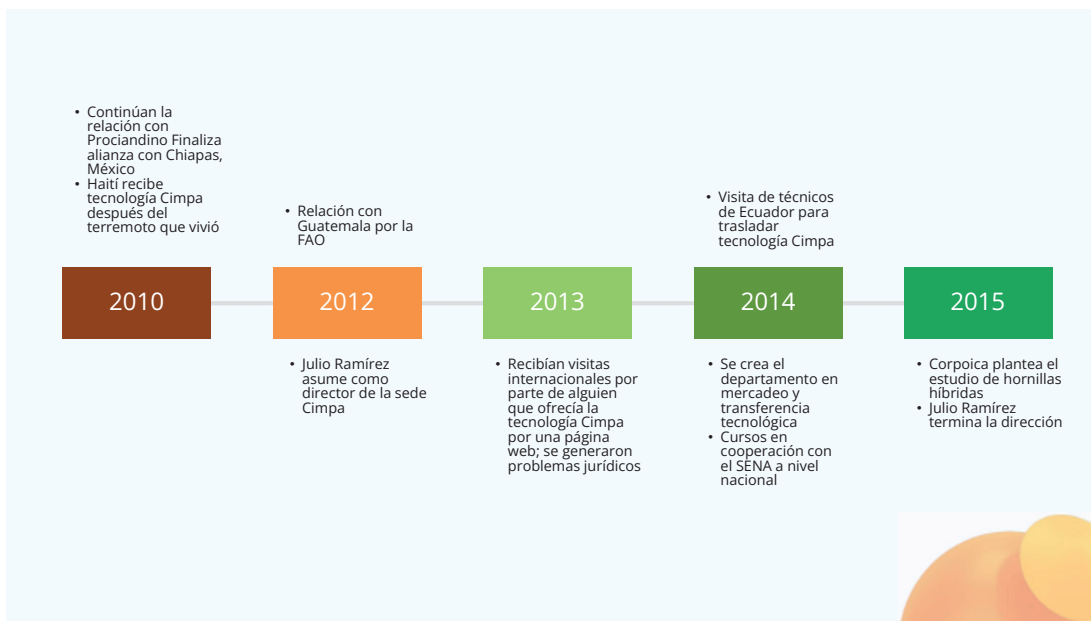 • Continúan la
relación con
Prociandino Finaliza
alianza con Chiapas,
México
• Haití recibe
tecnología Cimpa
después del
terremoto que vivió
2010
• Relación con
Guatemala por la
FAO
2012
• Julio Ramírez
asume como
director de la sede
Cimpa
2013
• Recibían visitas
internacionales por
parte de alguien
que ofrecía la
tecnología Cimpa
por una página
web; se generaron
problemas jurídicos
• Visita de técnicos
de Ecuador para
trasladar
tecnología Cimpa
2014
• Se crea el
departamento en
mercadeo y
transferencia
tecnológica
• Cursos en
cooperación con
el SENA a nivel
nacional
2015
• Corpoica plantea el
estudio de hornillas
híbridas
• Julio Ramírez
termina la dirección